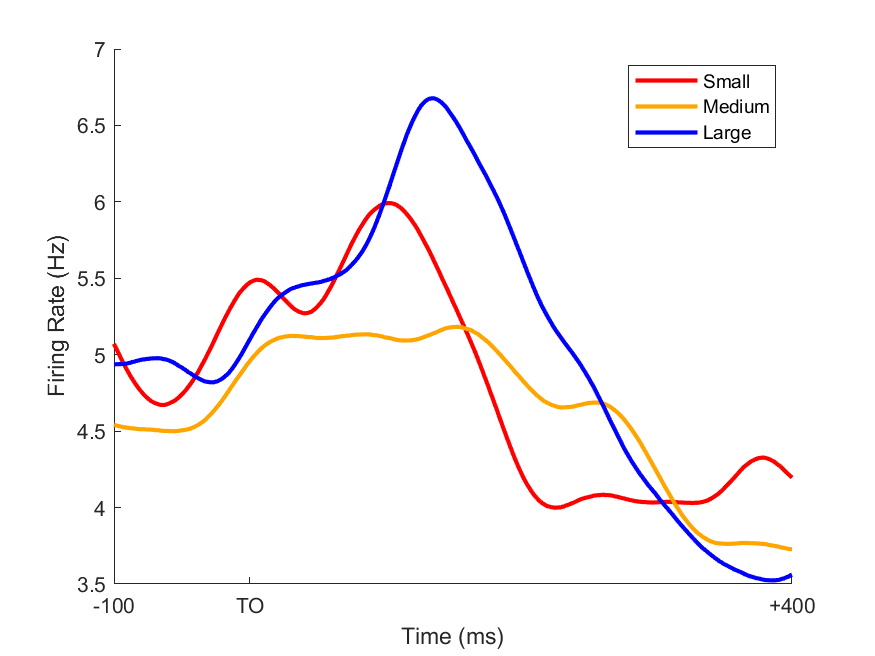 7
6.5
6
5.5
5
4.5
4
3.5
Firing Rate (Hz)
Small
Medium
Large
-100 TO +400
Time (ms)